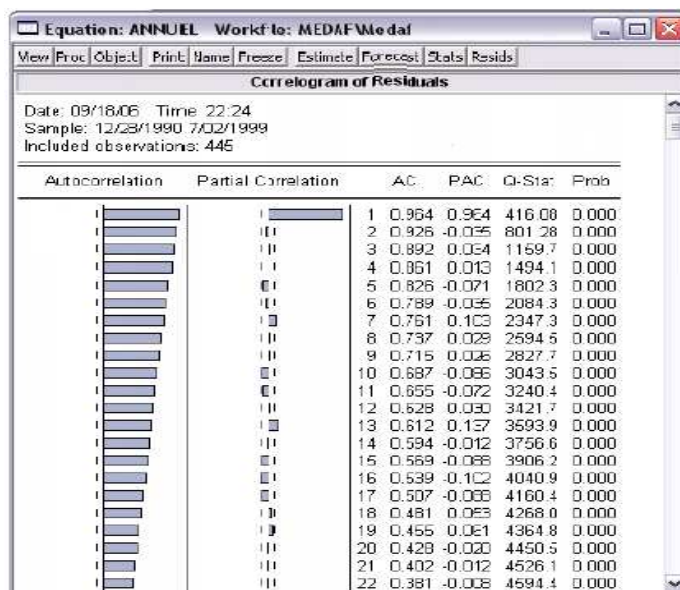 Equation: ANNUEL Workfile: MEDAF\Medaf
View Proc Object Print Name Freeze Estimate Forecast Stats Resids
Correlogram of Residuals
Date: 09/18/06 Time: 22:24
Sample: 12/28/1990 7/02/1999
Included observations: 445
Autocorrelation Partial Correlation AC PAC Q-Stat Prob
1 0.964 0.964 416.08 0.000
2 0.926 -0.035 801.28 0.000
3 0.892 0.034 1159.7 0.000
4 0.861 0.013 1494.1 0.000
5 0.826 -0.071 1802.3 0.000
6 0.789 -0.035 2084.3 0.000
7 0.761 0.103 2347.3 0.000
8 0.737 0.029 2594.5 0.000
9 0.715 0.026 2827.7 0.000
10 0.687 -0.086 3043.5 0.000
11 0.655 -0.072 3240.4 0.000
12 0.628 0.030 3421.7 0.000
13 0.612 0.137 3593.9 0.000
14 0.594 -0.012 3756.6 0.000
15 0.569 3906.2 0.000
16 0.539 -0.102 4040.9 0.000
17 0.507 4160.4 0.000
18 0.481 0.053 4268.0 0.000
19 0.455 0.061 4364.8 0.000
20 0.428 -0.020 4450.5 0.000
21 0.402 -0.012 4526.1 0.000
22 0.381 -0.008 4594.4 0.000